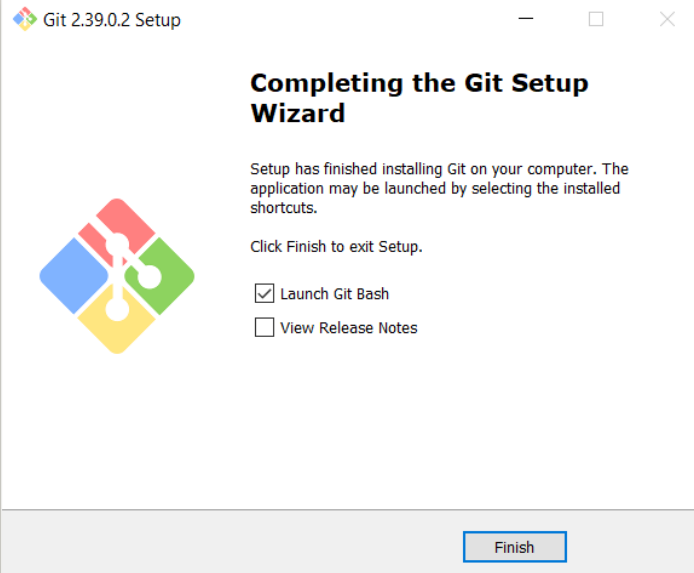 Git 2.39.0.2 Setup
Completing the Git Setup
Wizard
Setup has finished installing Git on your computer. The
application may be launched by selecting the installed
shortcuts.
Click Finish to exit Setup.
Launch Git Bash
View Release Notes
Finish